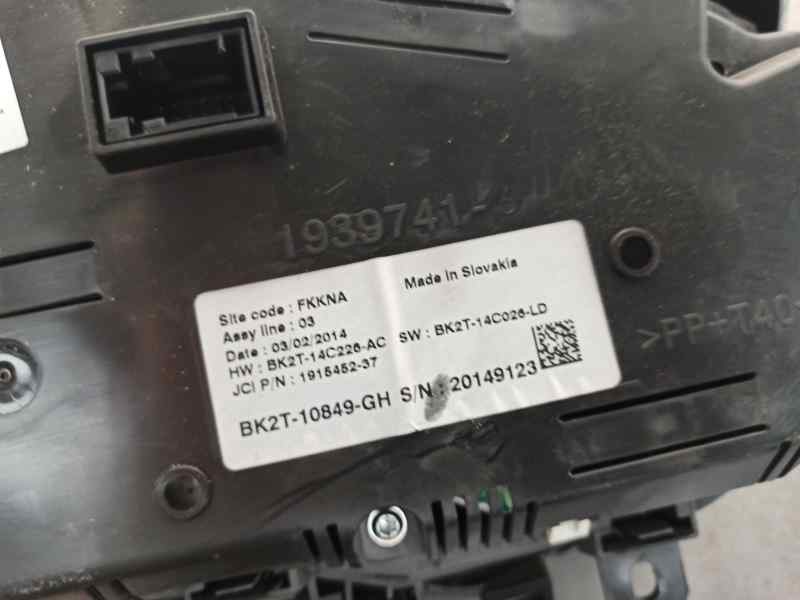 1939741-
Site code : FKKNA
Made in Slovakia
Assy line : 03
Date : 03/02/2014
HW : BK2T-14C226-AC SW : BK2T-14C026-LD
JCI P/N : 1915452-37
BK2T-10849-GH S/N : 20149123
>PP+T40